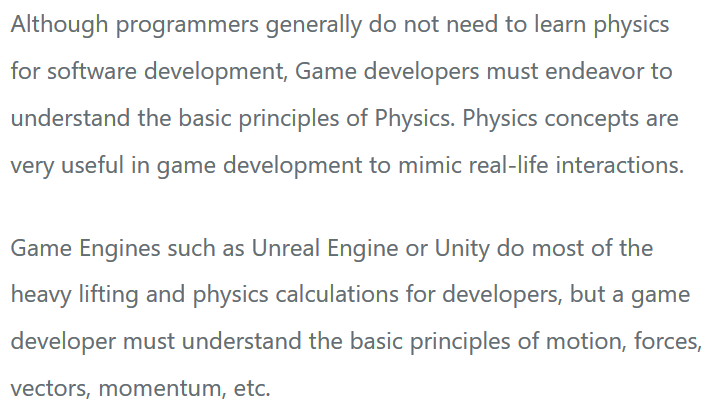 Although programmers generally do not need to learn physics
for software development, Game developers must endeavor to
understand the basic principles of Physics. Physics concepts are
very useful in game development to mimic real-life interactions.
Game Engines such as Unreal Engine or Unity do most of the
heavy lifting and physics calculations for developers, but a game
developer must understand the basic principles of motion, forces,
vectors, momentum, etc.